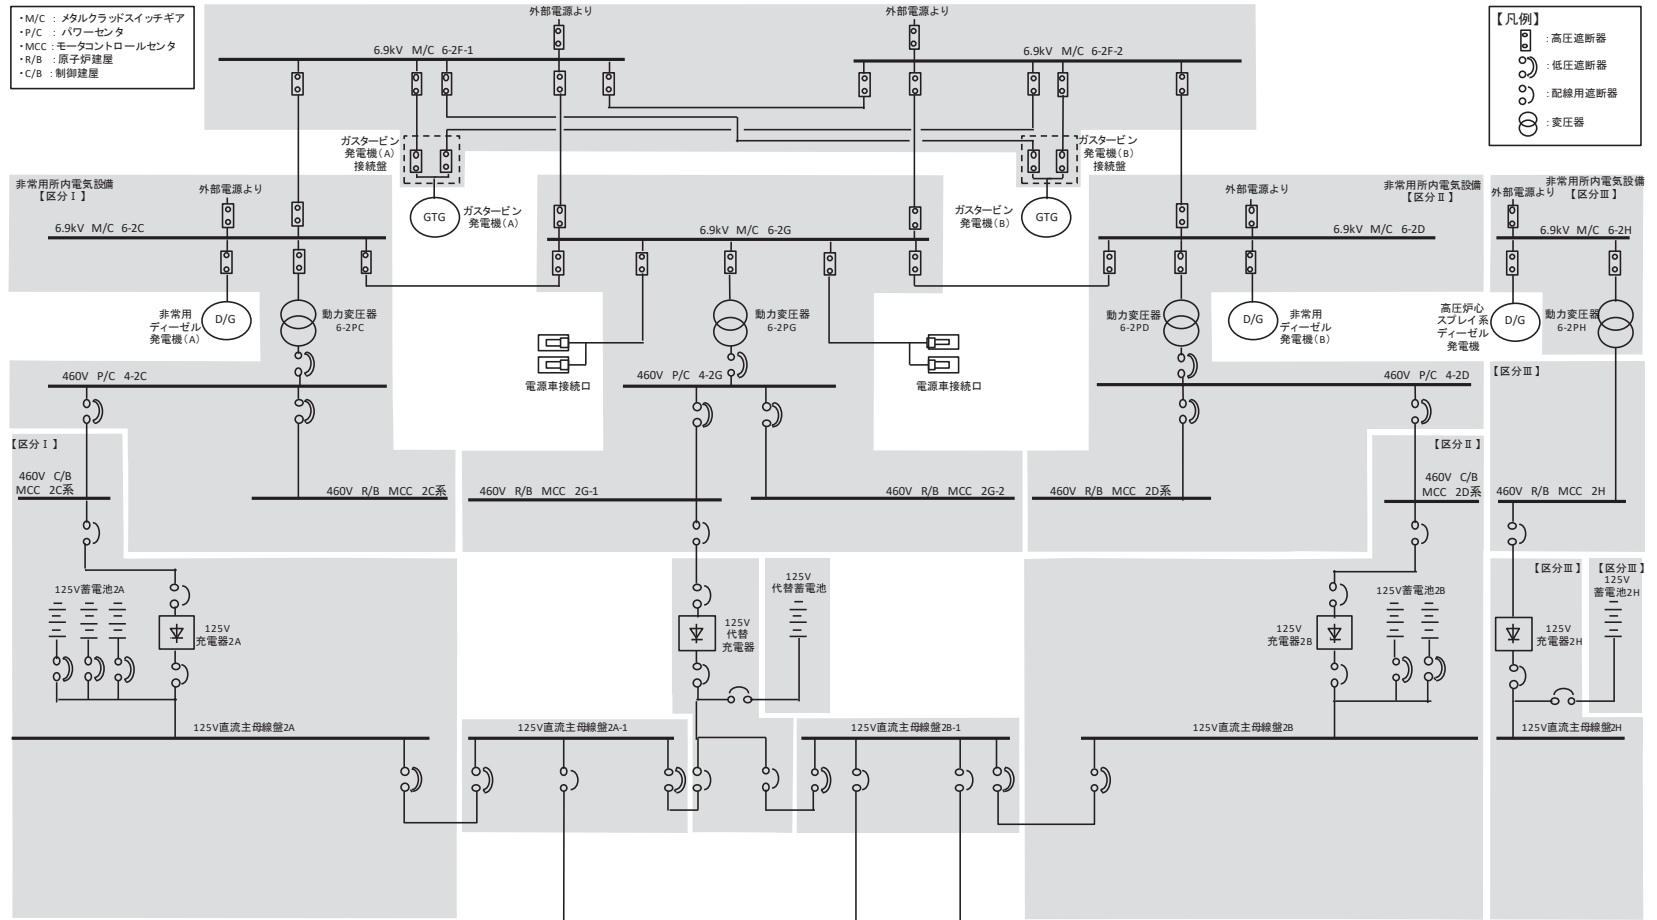 ・M/C : メタルクラッドスイッチギア
・P/C : パワーセンタ
・MCC : モータコントロールセンタ
・R/B : 原子炉建屋
・C/B : 制御建屋
外部電源より
外部電源より
【凡例】
: 高圧遮断器
: 低圧遮断器
: 配線用遮断器
: 変圧器
6.9kV M/C 6-2F-1
6.9kV M/C 6-2F-2
ガスタービン
発電機(A)
接続盤
ガスタービン
発電機(B)
接続盤
非常用所内電気設備
【区分Ⅰ】
外部電源より
GTG
ガスタービン
発電機(A)
ガスタービン
発電機(B)
GTG
外部電源より
非常用所内電気設備
【区分Ⅱ】
外部電源より
非常用所内電気設備
【区分Ⅲ】
6.9kV M/C 6-2C
6.9kV M/C 6-2G
6.9kV M/C 6-2D
6.9kV M/C 6-2H
非常用
ディーゼル
発電機(A)
D/G
動力変圧器
6-2PC
動力変圧器
6-2PG
動力変圧器
6-2PD
D/G
非常用
ディーゼル
発電機(B)
高圧炉心
スプレイ系
ディーゼル
発電機
D/G
動力変圧器
6-2PH
電源車接続口
電源車接続口
460V P/C 4-2C
460V P/C 4-2G
460V P/C 4-2D
【区分Ⅲ】
【区分Ⅰ】
【区分Ⅱ】
460V C/B
MCC 2C系
460V R/B MCC 2C系
460V R/B MCC 2G-1
460V R/B MCC 2G-2
460V R/B MCC 2D系
460V C/B
MCC 2D系
460V R/B MCC 2H
125V蓄電池2A
125V
充電器2A
125V
代替
充電器
125V
代替蓄電池
125V
充電器2B
125V蓄電池2B
【区分Ⅲ】
125V
充電器2H
【区分Ⅲ】
125V
蓄電池2H
125V直流主母線盤2A
125V直流主母線盤2A-1
125V直流主母線盤2B-1
125V直流主母線盤2B
125V直流主母線盤2H